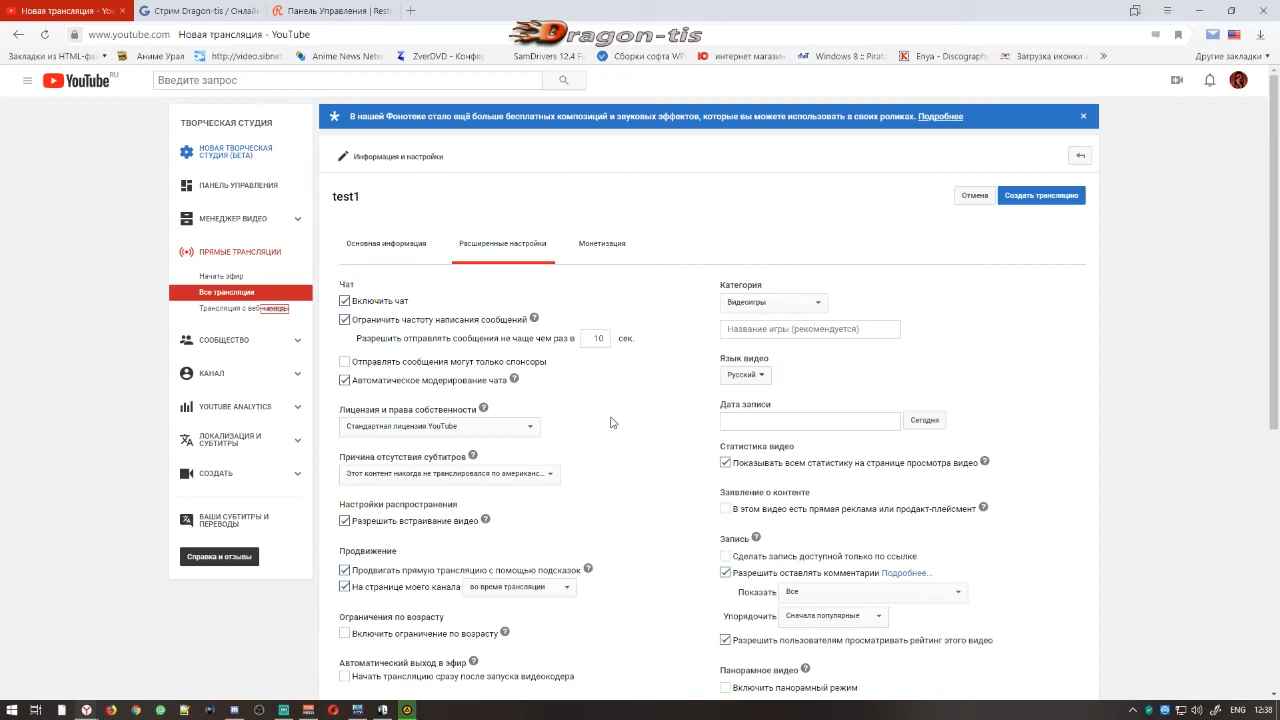 Новая трансляция - YouT
Стрим Dragon-tis
Панель управления
www.youtube.com Новая трансляция - YouTube
Dragon-tis
Закладки из HTML-фа
Аниме Урал
http://video.sibnet
Anime News Netw
ZverDVD - Конферен
SamDrivers 12.4 F
Сборки софта WPI
интернет магазин
Windows 8 :: Pirat
Enya - Discography
Загрузка иконки а
Другие закладки
YouTube RU
Введите запрос
ТВОРЧЕСКАЯ СТУДИЯ
НОВАЯ ТВОРЧЕСКАЯ
СТУДИЯ (БЕТА)
ПАНЕЛЬ УПРАВЛЕНИЯ
МЕНЕДЖЕР ВИДЕО
ПРЯМЫЕ ТРАНСЛЯЦИИ
Начать эфир
Все трансляции
Трансляция с веб-камеры
СООБЩЕСТВО
КАНАЛ
YOUTUBE ANALYTICS
ЛОКАЛИЗАЦИЯ И
СУБТИТРЫ
СОЗДАТЬ
ВАШИ СУБТИТРЫ И
ПЕРЕВОДЫ
Справка и отзывы
В нашей Фонотеке стало ещё больше бесплатных композиций и звуковых эффектов, которые вы можете использовать в своих роликах. Подробнее
Информация и настройки
test1
Отмена
Создать трансляцию
Основная информация
Расширенные настройки
Монетизация
Чат
Включить чат
Ограничить частоту написания сообщений
Разрешить отправлять сообщения не чаще чем раз в 10 сек.
Отправлять сообщения могут только спонсоры
Автоматическое модерирование чата
Лицензия и права собственности
Стандартная лицензия YouTube
Причина отсутствия субтитров
Этот контент никогда не транслировался по американс...
Настройки распространения
Разрешить встраивание видео
Продвижение
Продвигать прямую трансляцию с помощью подсказок
На странице моего канала во время трансляции
Ограничения по возрасту
Включить ограничение по возрасту
Автоматический выход в эфир
Начать трансляцию сразу после запуска видеокодера
Категория
Видеоигры
Название игры (рекомендуется)
Язык видео
Русский
Дата записи
Сегодня
Статистика видео
Показывать всем статистику на странице просмотра видео
Заявление о контенте
В этом видео есть прямая реклама или продакт-плейсмент
Запись
Сделать запись доступной только по ссылке
Разрешить оставлять комментарии Подробнее...
Показать Все
Упорядочить Сначала популярные
Разрешить пользователям просматривать рейтинг этого видео
Панорамное видео
Включить панорамный режим
ENG 12:38